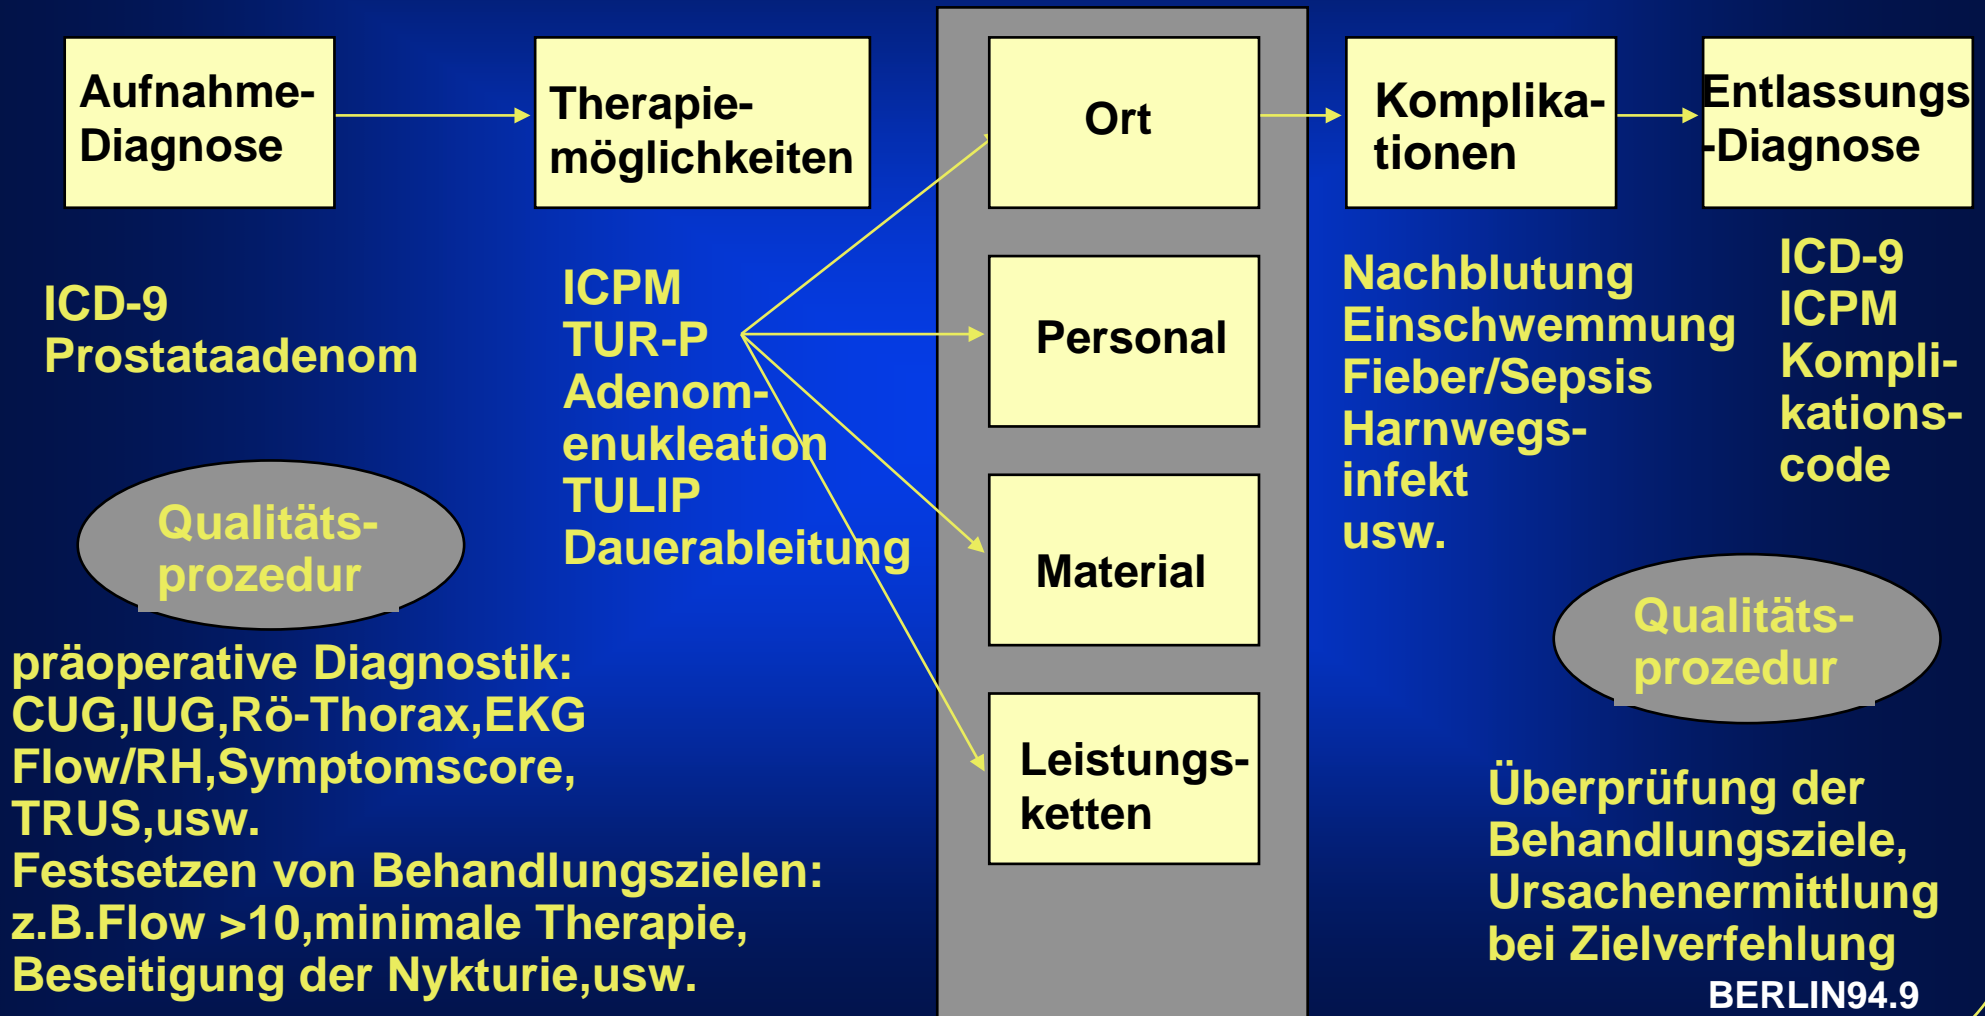 Aufnahme-
Diagnose
Therapie-
möglichkeiten
Ort
Komplika-
tionen
Entlassungs
-Diagnose
ICD-9
Prostataadenom
ICPM
TUR-P
Adenom-
enukleation
TULIP
Dauerableitung
Personal
Material
Leistungs-
ketten
Nachblutung
Einschwemmung
Fieber/Sepsis
Harnwegs-
infekt
usw.
ICD-9
ICPM
Kompli-
kations-
code
Qualitäts-
prozedur
präoperative Diagnostik:
CUG,IUG,Rö-Thorax,EKG
Flow/RH,Symptomscore,
TRUS,usw.
Festsetzen von Behandlungszielen:
z.B.Flow >10,minimale Therapie,
Beseitigung der Nykturie,usw.
Qualitäts-
prozedur
Überprüfung der
Behandlungsziele,
Ursachenermittlung
bei Zielverfehlung
BERLIN94.9